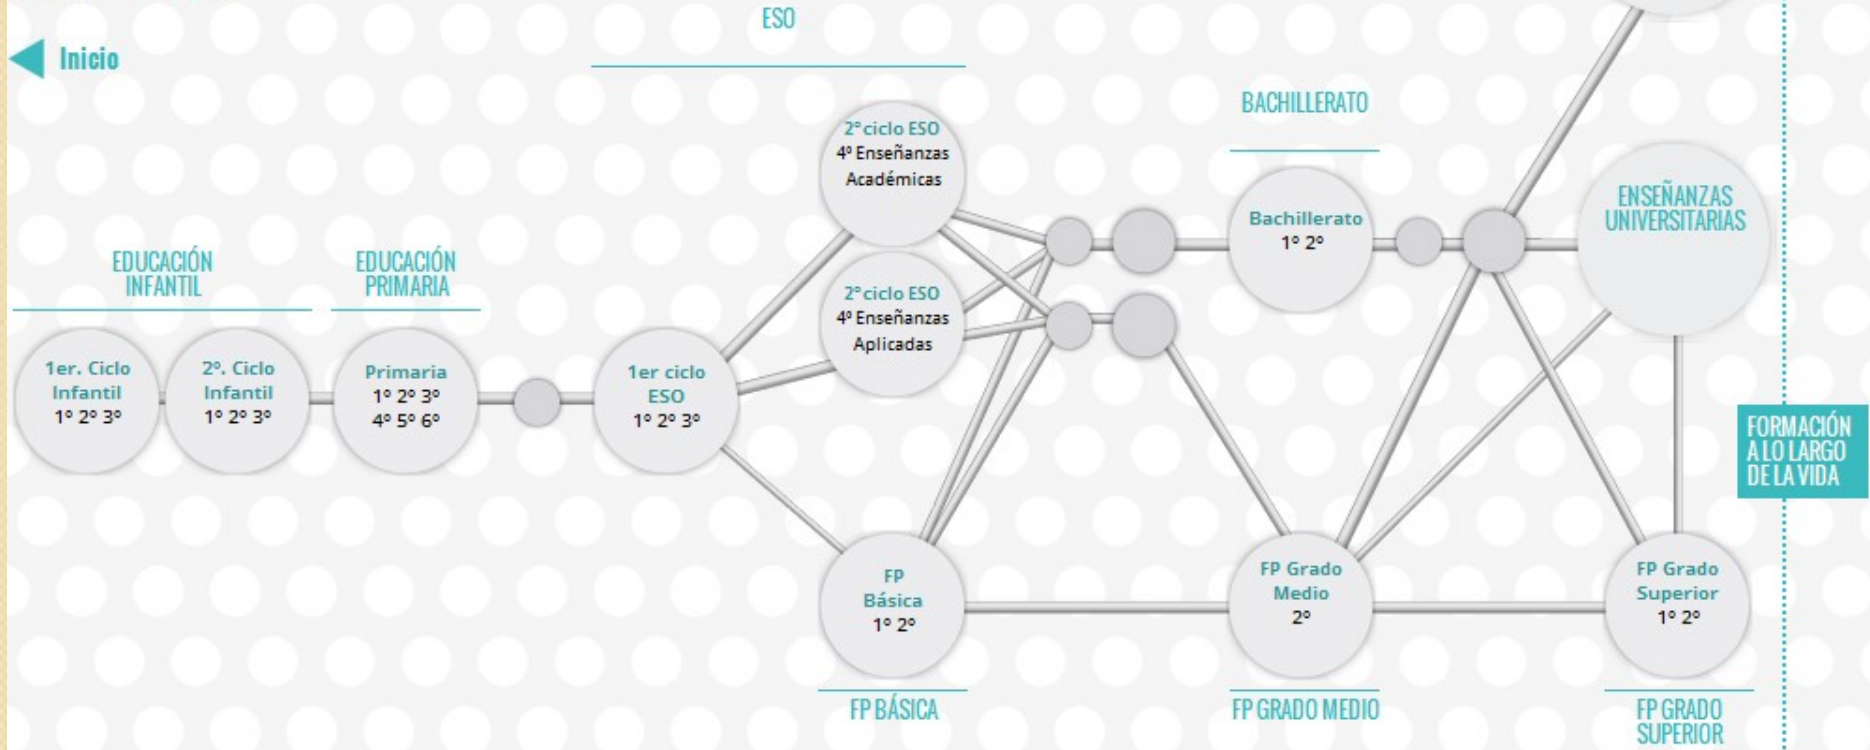 ESO
Inicio
BACHILLERATO
2º ciclo ESO
4º Enseñanzas
Académicas
ENSEÑANZAS
UNIVERSITARIAS
Bachillerato
1º 2º
EDUCACIÓN
INFANTIL
EDUCACIÓN
PRIMARIA
2º ciclo ESO
4º Enseñanzas
Aplicadas
1er. Ciclo
Infantil
1º 2º 3º
2º. Ciclo
Infantil
1º 2º 3º
Primaria
1º 2º 3º
4º 5º 6º
1er ciclo
ESO
1º 2º 3º
FORMACIÓN
A LO LARGO
DE LA VIDA
FP
Básica
1º 2º
FP Grado
Medio
2º
FP Grado
Superior
1º 2º
FP BÁSICA
FP GRADO MEDIO
FP GRADO
SUPERIOR